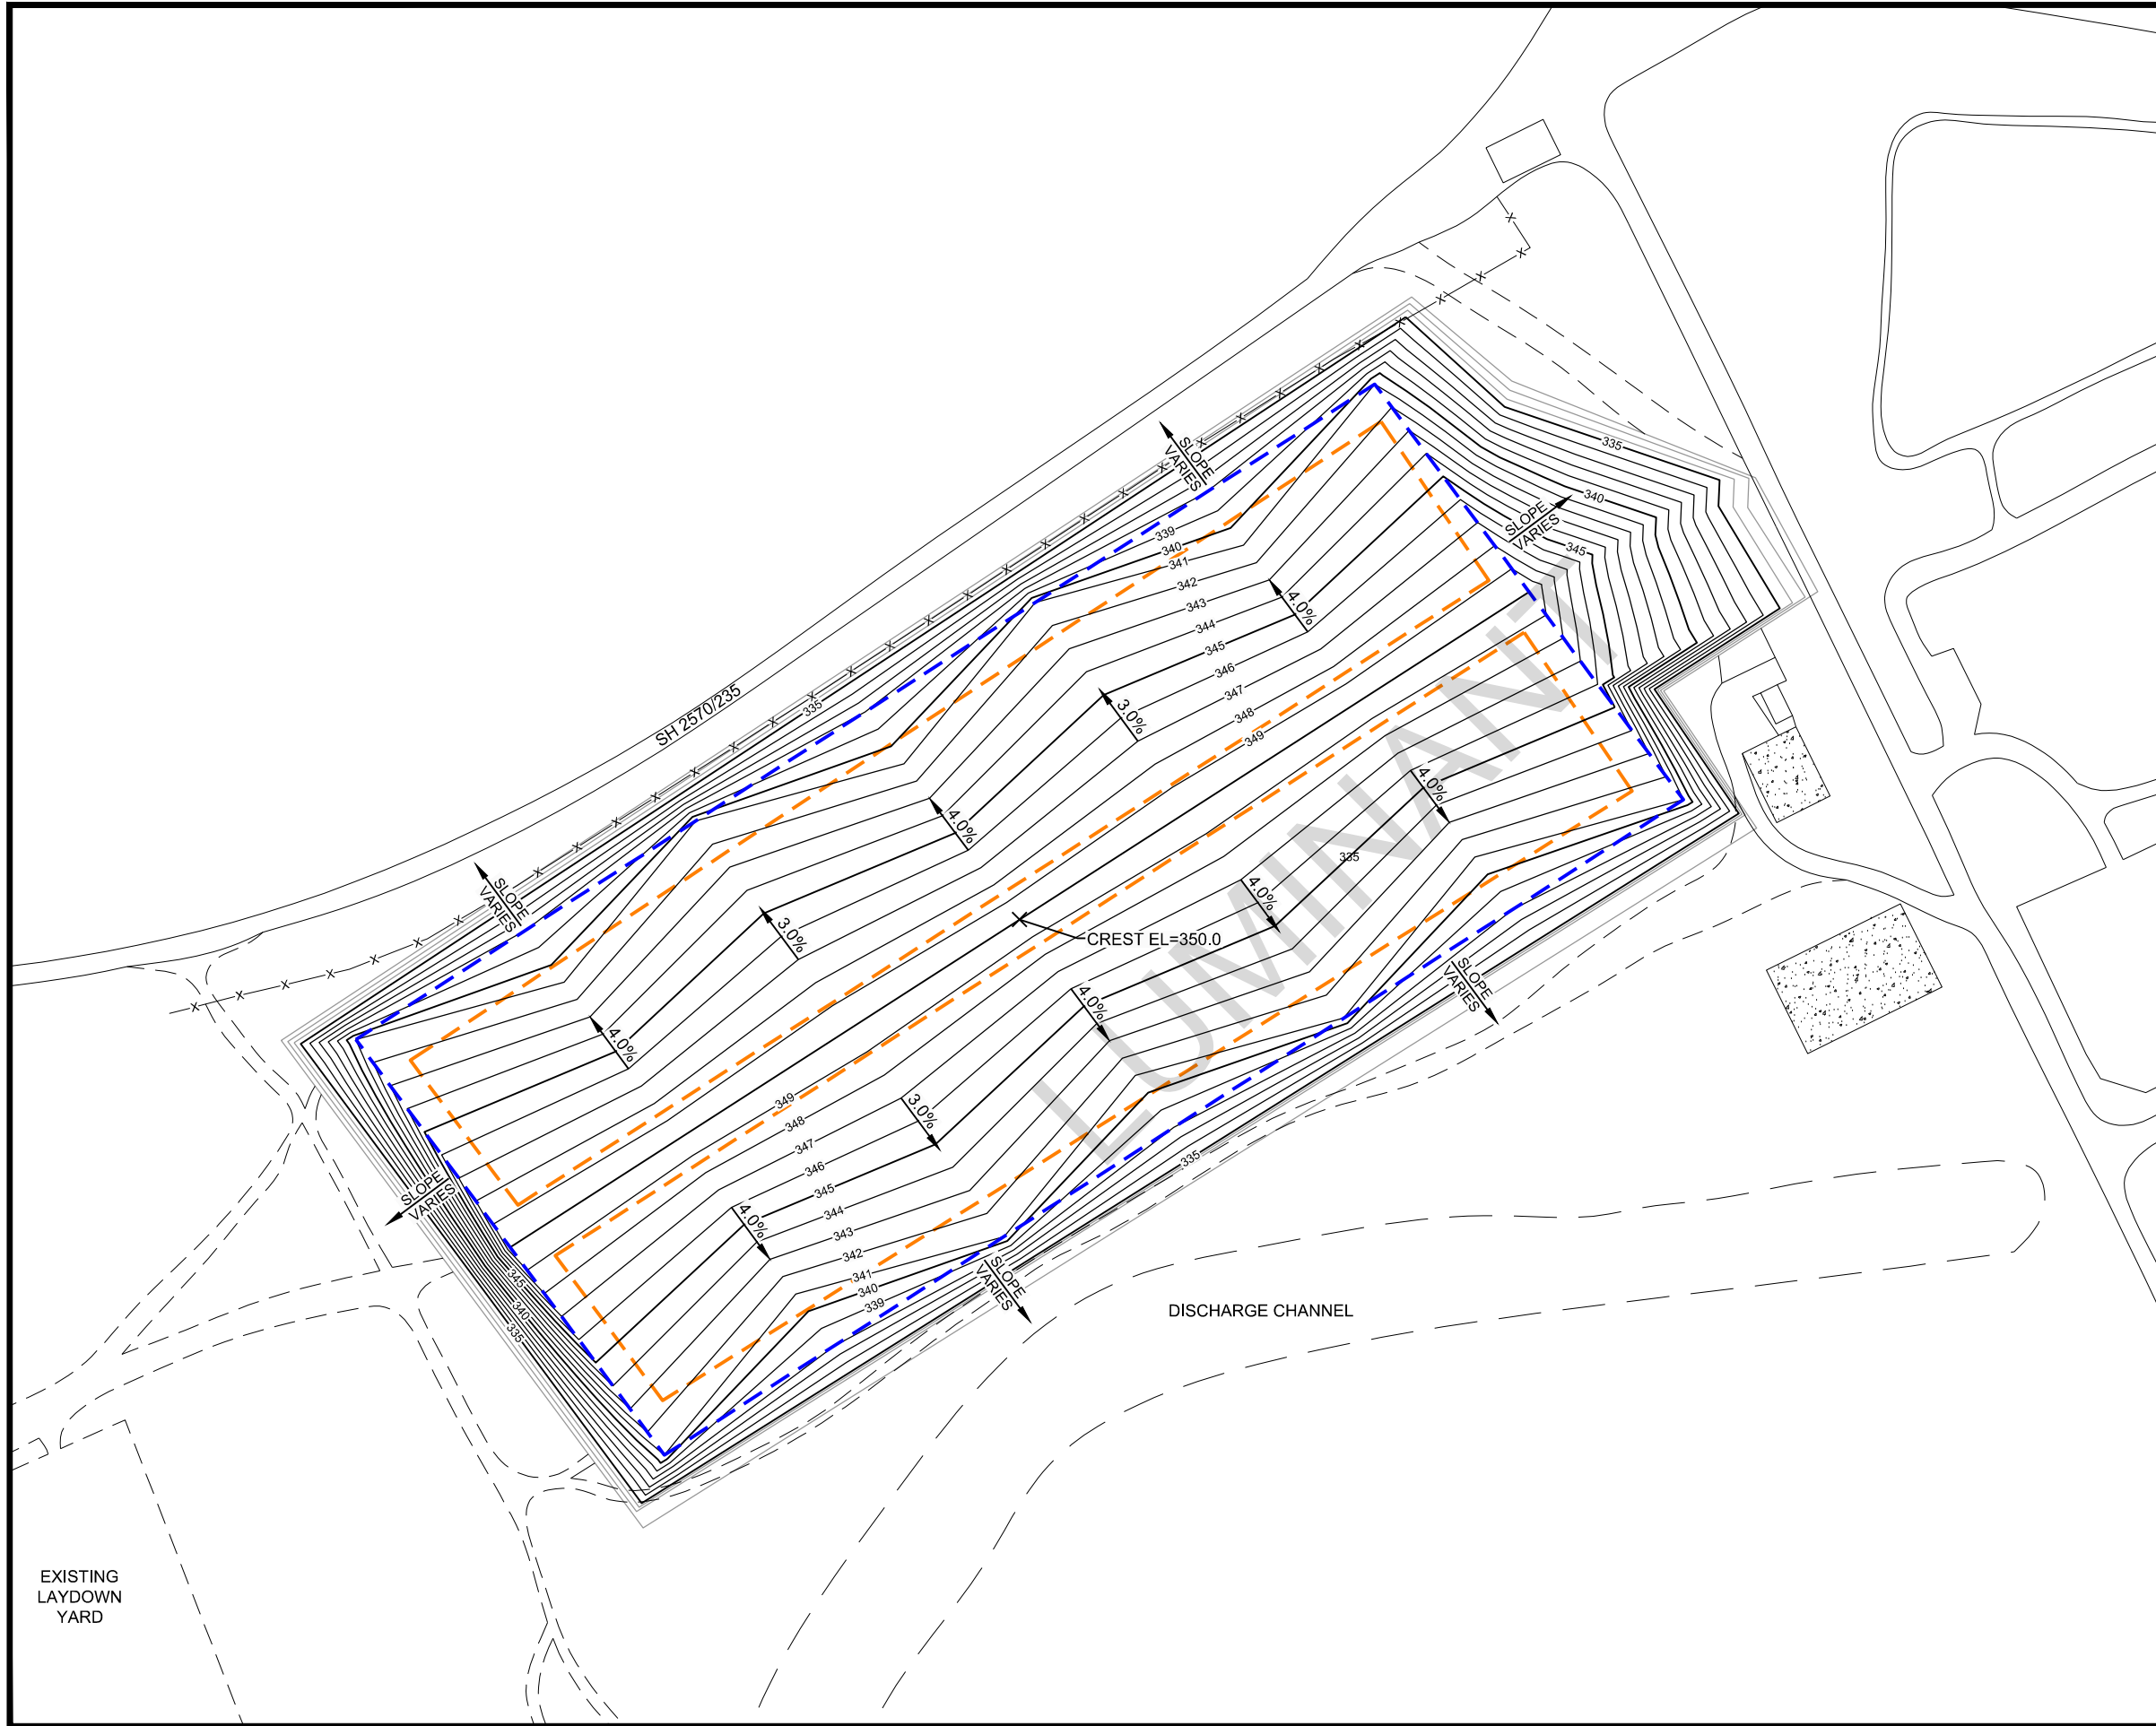 335
340
SLOPE
VARIES
345
SLOPE
VARIES
339
340
341
342
343
344
345
346
347
348
349
4.0%
3.0%
4.0%
3.0%
4.0%
SH 2570/235
335
SLOPE
VARIES
LUMINANT
4.0%
335
4.0%
CREST EL=350.0
4.0%
3.0%
4.0%
SLOPE
VARIES
349
348
347
346
345
344
343
342
341
340
339
335
SLOPE
VARIES
345
340
335
SLOPE
VARIES
DISCHARGE CHANNEL
EXISTING
LAYDOWN
YARD